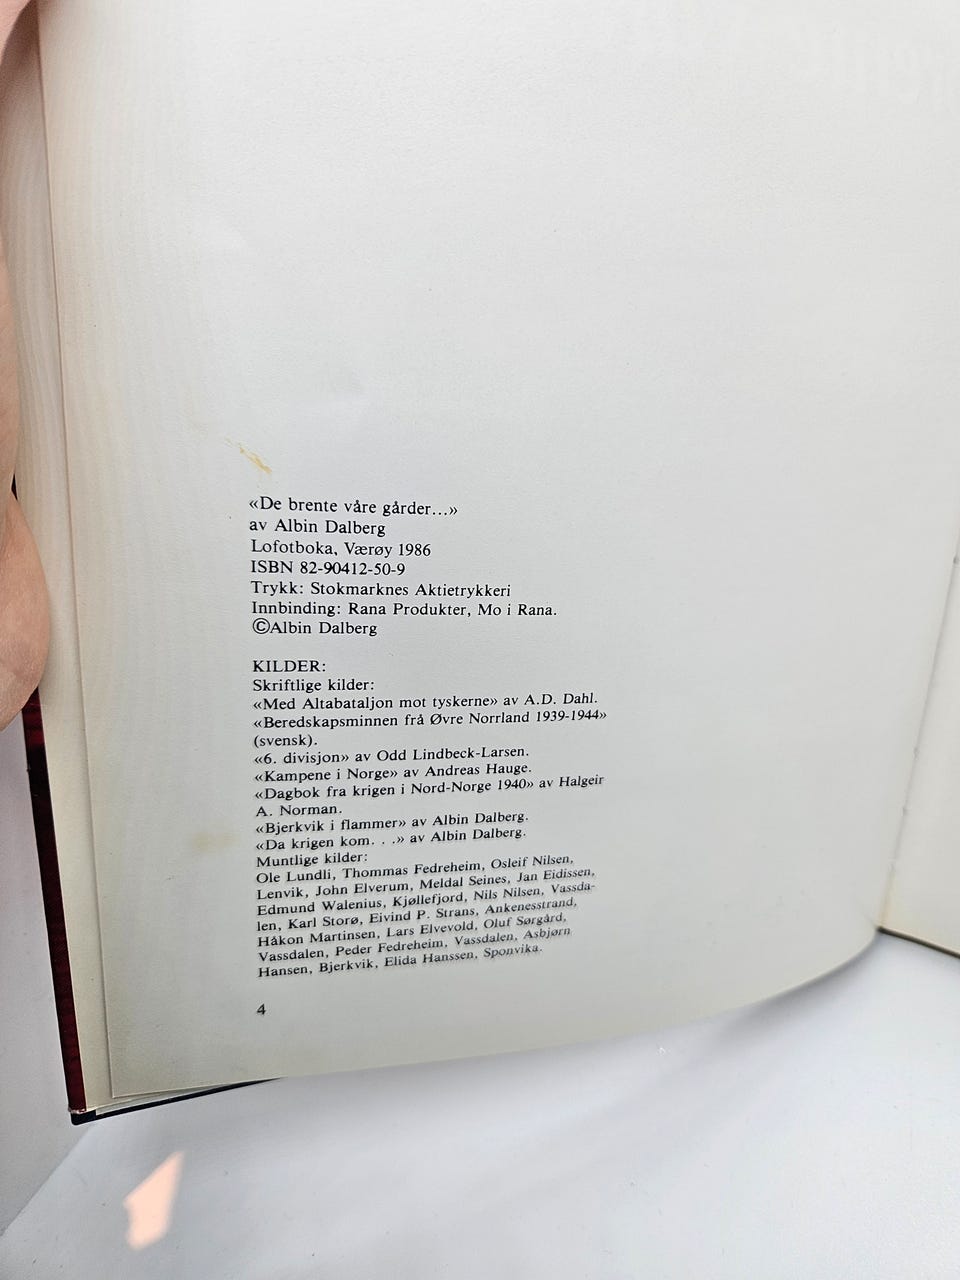 «De brente våre gårder...»
av Albin Dalberg
Lofotboka, Værøy 1986
ISBN 82-90412-50-9
Trykk: Stokmarknes Aktietrykkeri
Innbinding: Rana Produkter, Mo i Rana.
©Albin Dalberg
KILDER:
Skriftlige kilder:
«Med Altabataljon mot tyskerne» av A.D. Dahl.
«Beredskapsminnen frå Øvre Norrland 1939-1944»
(svensk).
«6. divisjon» av Odd Lindbeck-Larsen.
«Kampene i Norge» av Andreas Hauge.
«Dagbok fra krigen i Nord-Norge 1940» av Halgeir
A. Norman.
«Bjerkvik i flammer» av Albin Dalberg.
«Da krigen kom. . .» av Albin Dalberg.
Muntlige kilder:
Ole Lundli, Thommas Fedreheim, Osleif Nilsen,
Lenvik, John Elverum, Meldal Seines, Jan Eidissen,
Edmund Walenius, Kjøllefjord, Nils Nilsen, Vassda-
len, Karl Storø, Eivind P. Strans, Ankenesstrand,
Håkon Martinsen, Lars Elvevold, Oluf Sørgård,
Vassdalen, Peder Fedreheim, Vassdalen, Asbjørn
Hansen, Bjerkvik, Elida Hanssen, Sponvika.
4